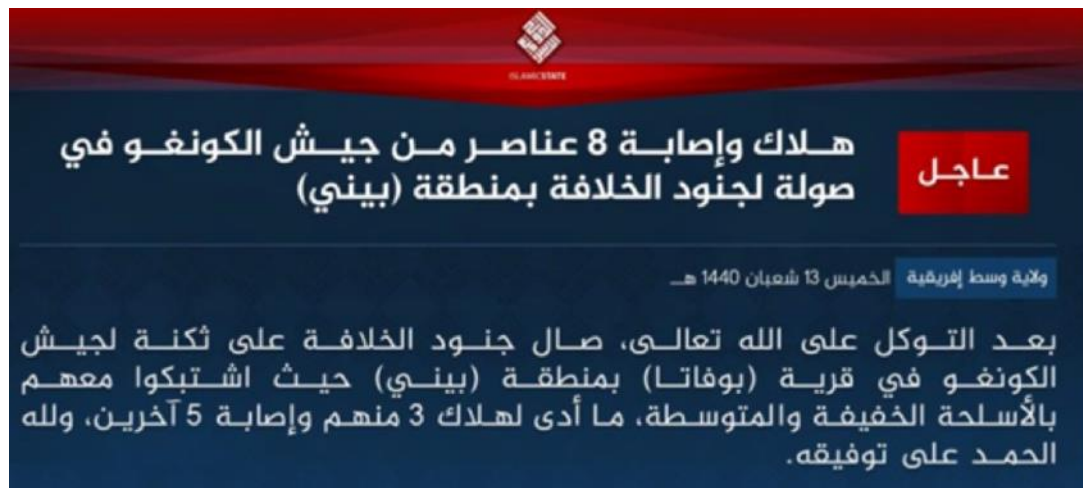 ISLAMIC STATE
عاجل
هلاك وإصابة 8 عناصر من جيش الكونغو في
صولة لجنود الخلافة بمنطقة (بيني)
ولاية وسط إفريقية الخميس 13 شعبان 1440 هـ
بعد التوكل على الله تعالى، صال جنود الخلافة على ثكنة لجيش
الكونغو في قرية (بوفاتا) بمنطقة (بيني) حيث اشتبكوا معهم
بالأسلحة الخفيفة والمتوسطة، ما أدى لهلاك 3 منهم وإصابة 5 آخرين، ولله
الحمد على توفيقه.